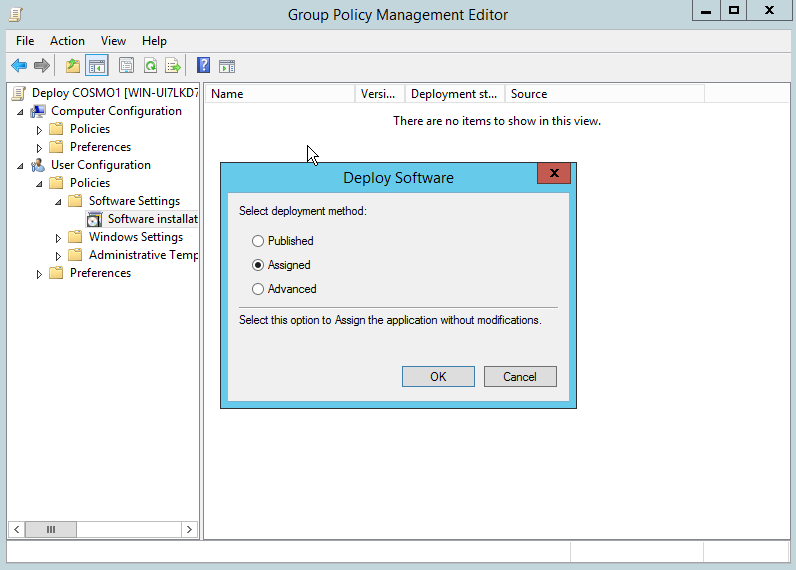 Group Policy Management Editor
File Action View Help
Deploy COSMO1 [WIN-UI7LKD7
Computer Configuration
Policies
Preferences
User Configuration
Policies
Software Settings
Software installat
Windows Settings
Administrative Temp
Preferences
Name Versi... Deployment st... Source
There are no items to show in this view.
Deploy Software
Select deployment method:
Published
Assigned
Advanced
Select this option to Assign the application without modifications.
OK Cancel